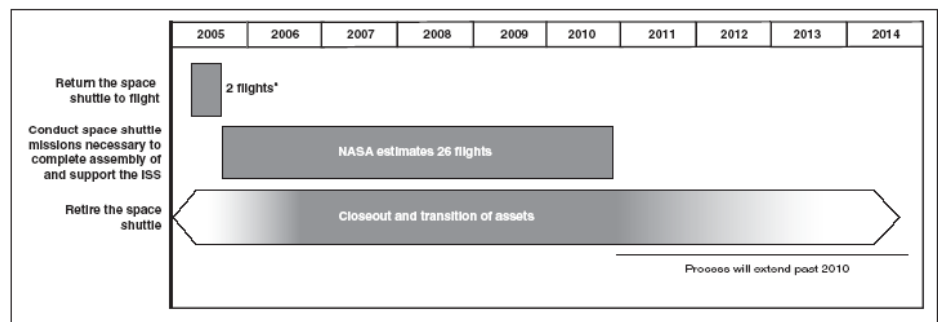 2005 2006 2007 2008 2009 2010 2011 2012 2013 2014
Return the space
shuttle to flight
2 flights*
Conduct space shuttle
missions necessary to
complete assembly of
and support the ISS
NASA estimates 26 flights
Retire the space
shuttle
Closeout and transition of assets
Process will extend past 2010